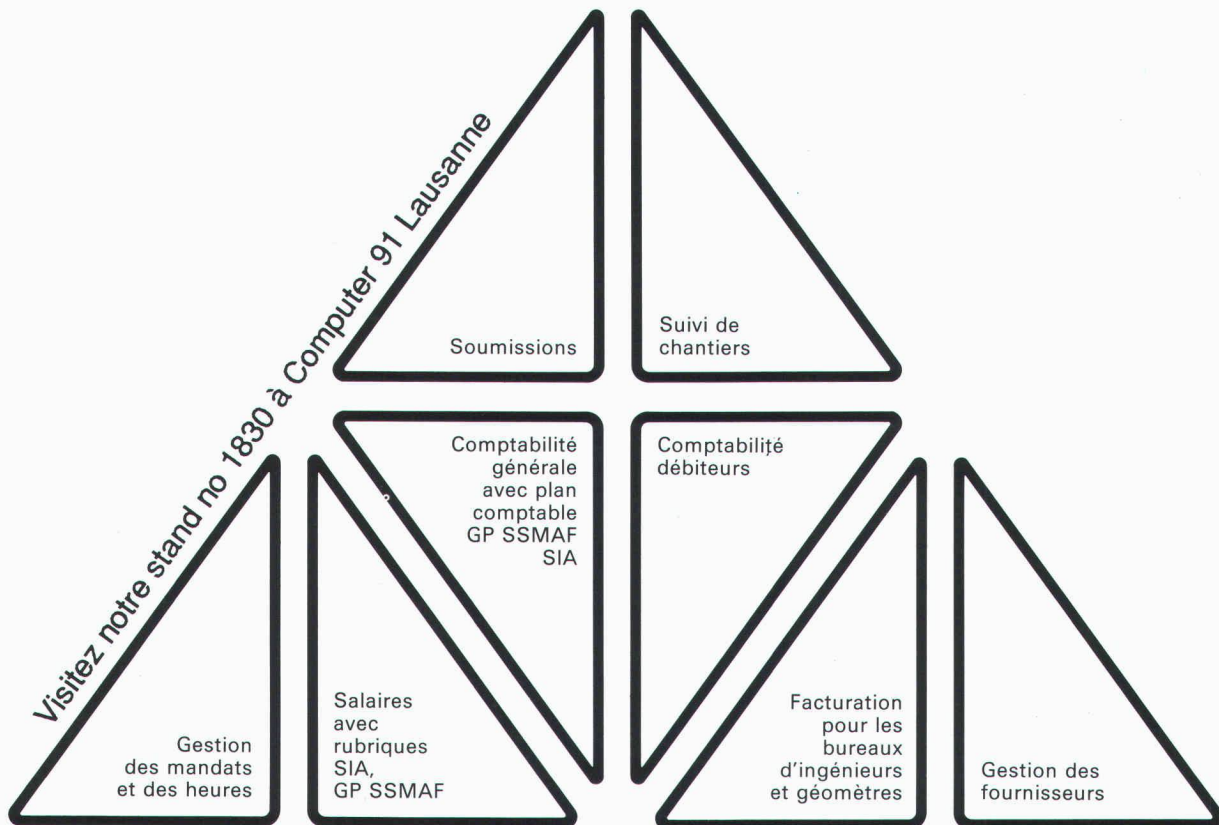 Visitez notre stand no 1830 à Computer 91 Lausanne
Soumissions
Suivi de
chantiers
Comptabilité
générale
avec plan
comptable
GP SSMAF
SIA
Comptabilité
débiteurs
Gestion
des mandats
et des heures
Salaires
avec
rubriques
SIA,
GP SSMAF
Facturation
pour les
bureaux
d'ingénieurs
et géomètres
Gestion des
fournisseurs